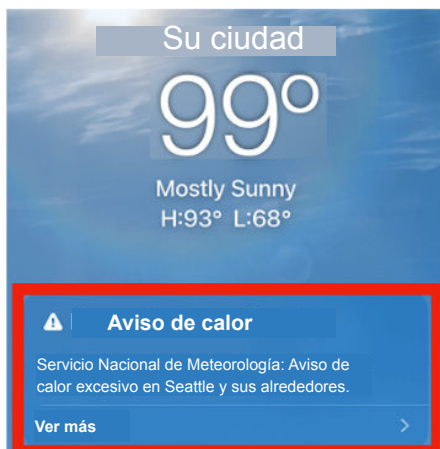 Su ciudad
99°
Mostly Sunny
H:93° L:68°
Aviso de calor
Servicio Nacional de Meteorología: Aviso de
calor excesivo en Seattle y sus alrededores.
Ver más